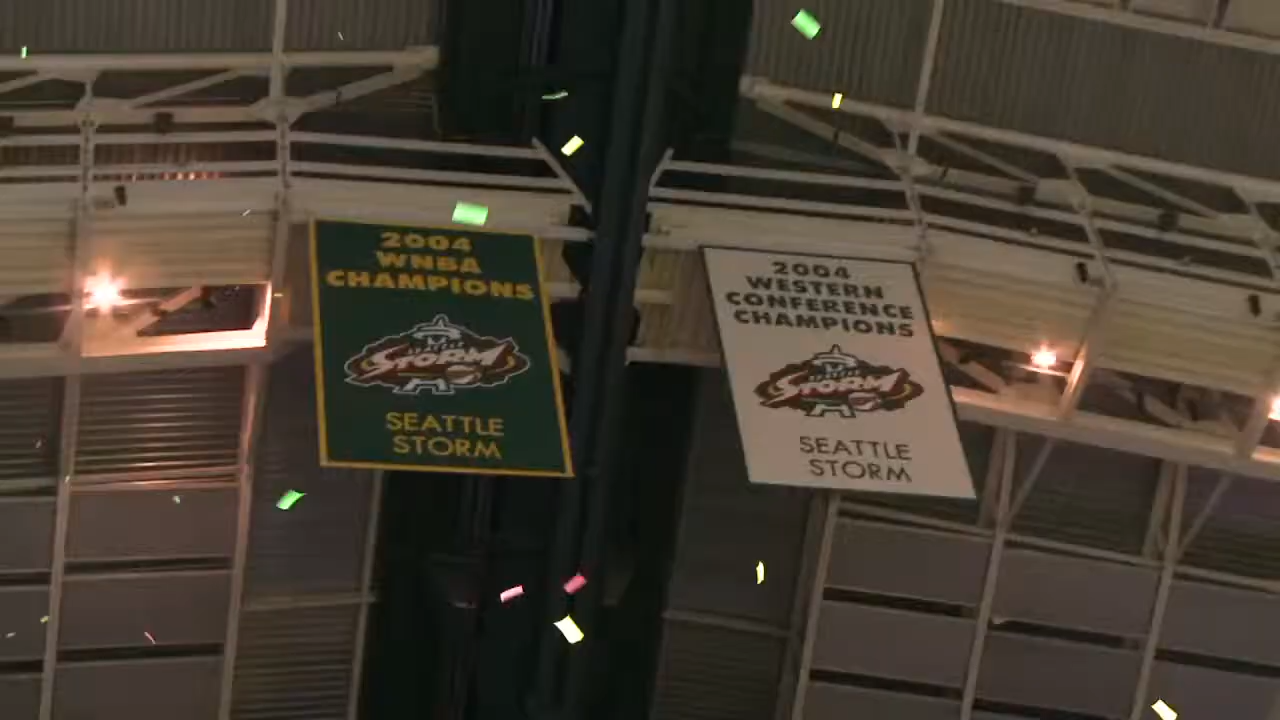 2004
WNBA
CHAMPIONS
STORM
SEATTLE
STORM
2004
WESTERN
CONFERENCE
CHAMPIONS
STORM
SEATTLE
STORM